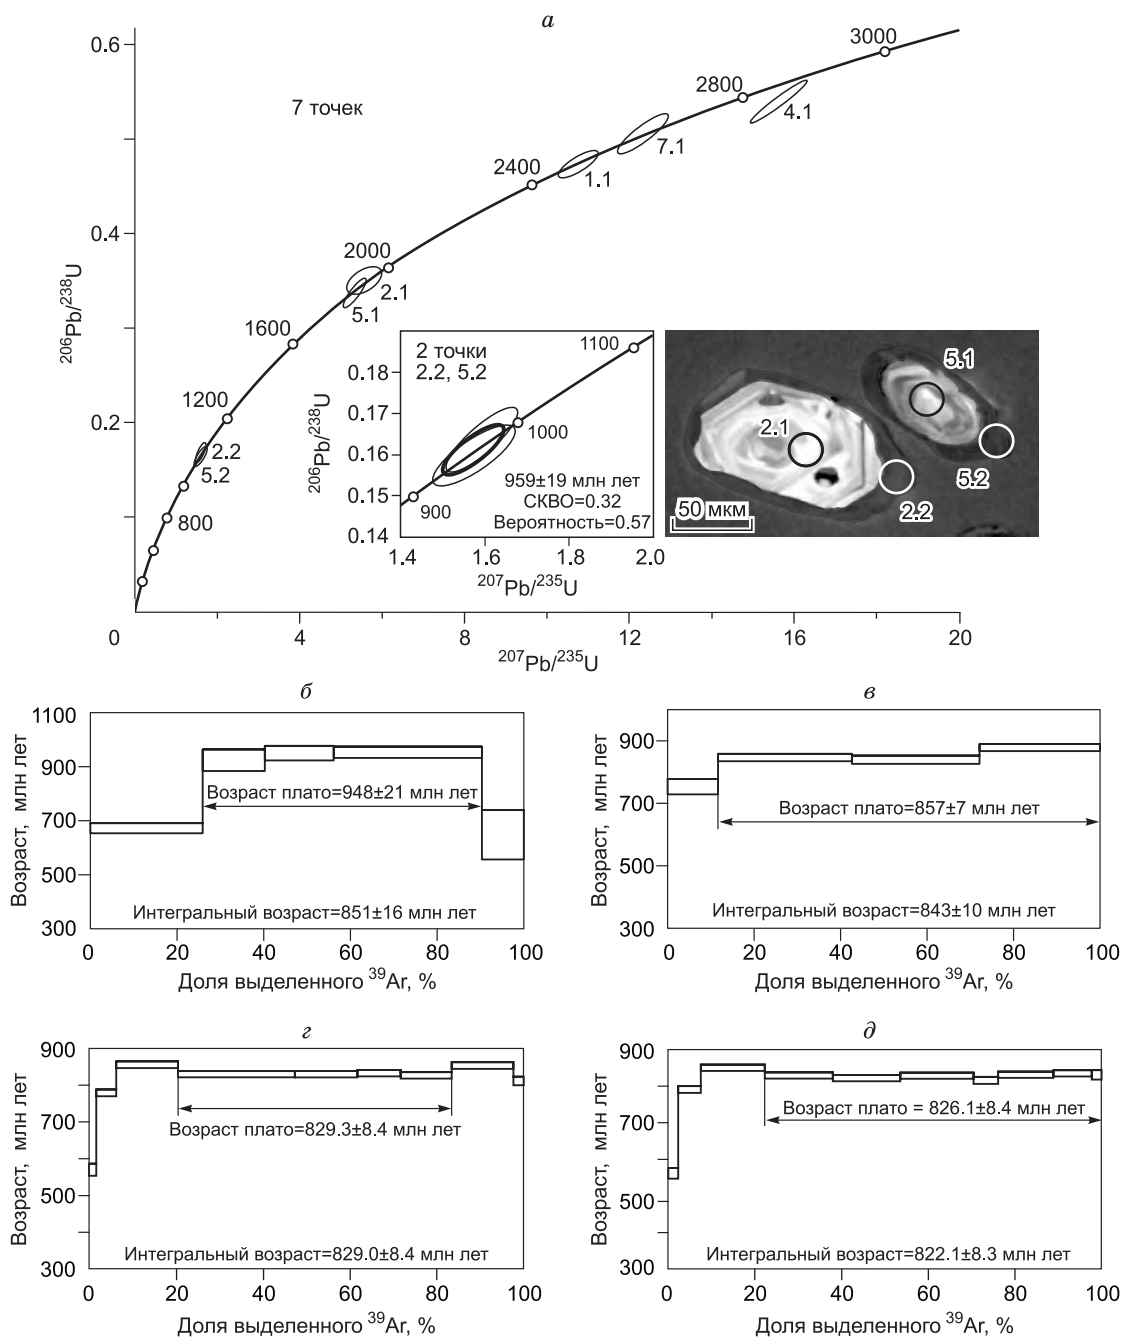 а
0.6
3000
2800
7 точек
4.1
7.1
2400
1.1
0.4
2000
2.1
5.1
²⁰⁶Pb/²³⁸U
1600
1200
0.2
2.2
5.2
800
0
4
8
12
16
20
²⁰⁷Pb/²³⁵U
2 точки
2.2, 5.2
1100
0.18
0.17
1000
0.16
959±19 млн лет
0.15
900
СКВО=0.32
Вероятность=0.57
0.14
1.4
1.6
1.8
2.0
²⁰⁶Pb/²³⁸U
²⁰⁷Pb/²³⁵U
5.1
2.1
5.2
2.2
50 мкм
б
1100
900
700
500
300
Возраст, млн лет
Возраст плато=948±21 млн лет
Интегральный возраст=851±16 млн лет
0 20 40 60 80 100
Доля выделенного ³⁹Ar, %
в
900
700
500
300
Возраст, млн лет
Возраст плато=857±7 млн лет
Интегральный возраст=843±10 млн лет
0 20 40 60 80 100
Доля выделенного ³⁹Ar, %
г
900
700
500
300
Возраст, млн лет
Возраст плато=829.3±8.4 млн лет
Интегральный возраст=829.0±8.4 млн лет
0 20 40 60 80 100
Доля выделенного ³⁹Ar, %
д
900
700
500
300
Возраст, млн лет
Возраст плато = 826.1±8.4 млн лет
Интегральный возраст=822.1±8.3 млн лет
0 20 40 60 80 100
Доля выделенного ³⁹Ar, %